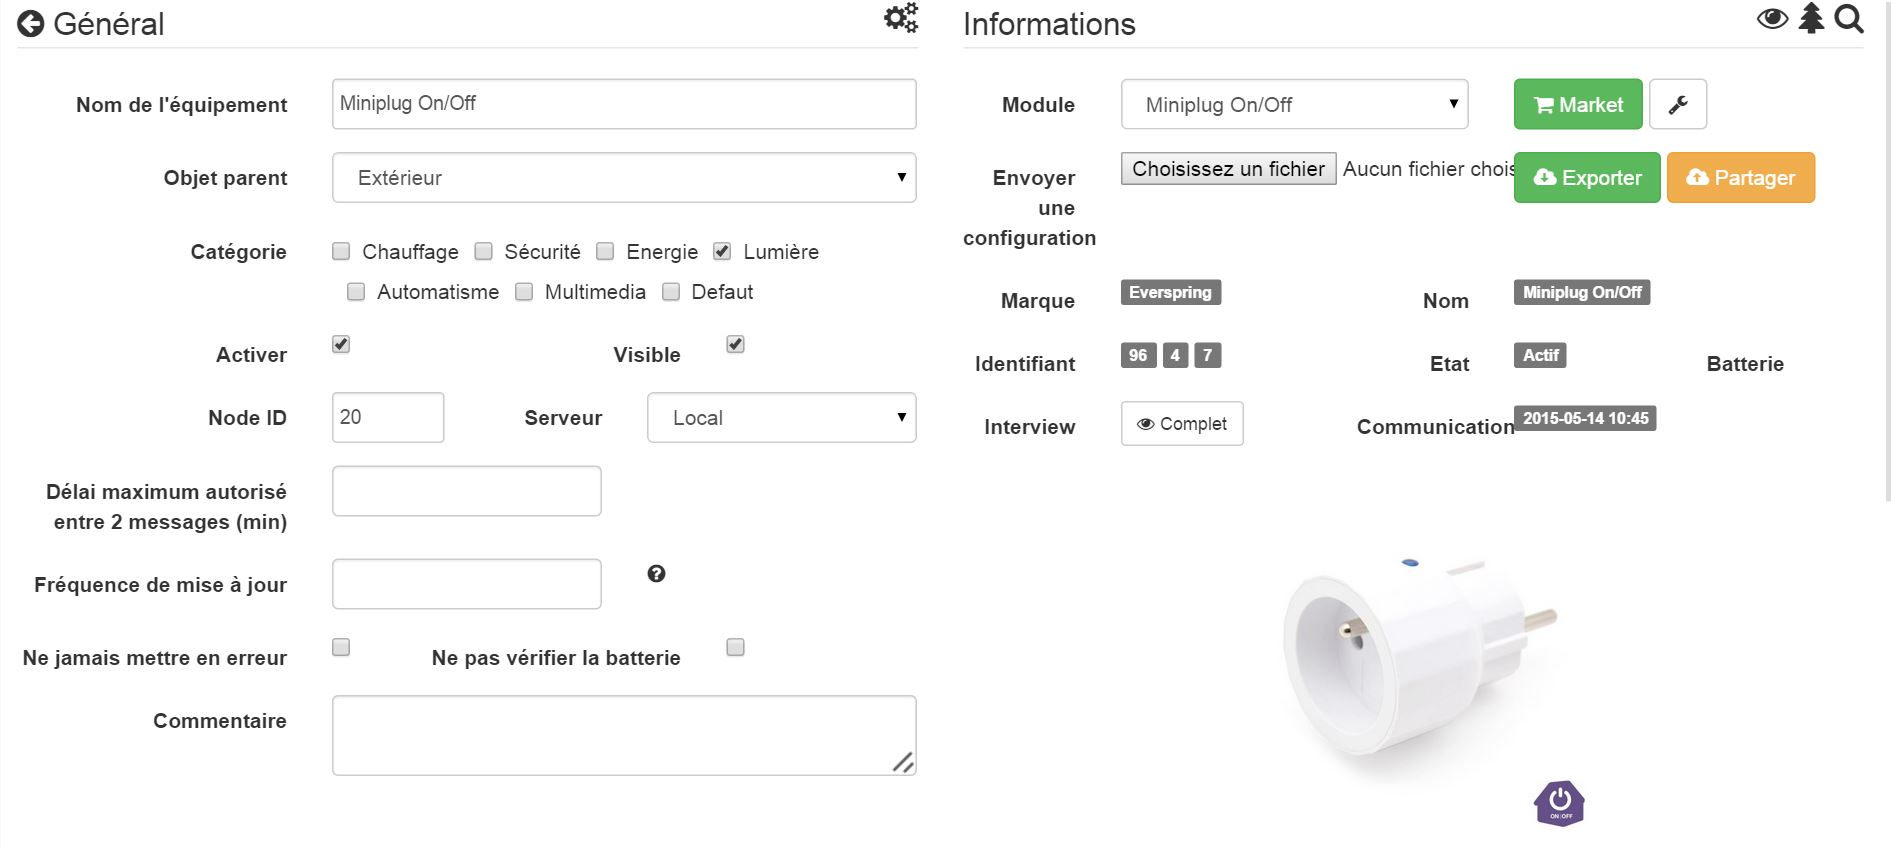 Général
Nom de l'équipement
Miniplug On/Off
Objet parent
Extérieur
Catégorie
Chauffage Sécurité Energie Lumière
Automatisme Multimedia Defaut
Activer
Visible
Node ID
20
Serveur
Local
Délai maximum autorisé
entre 2 messages (min)
Fréquence de mise à jour
Ne jamais mettre en erreur
Ne pas vérifier la batterie
Commentaire
Informations
Module
Miniplug On/Off
Market
Envoyer
une
configuration
Choisissez un fichier
Aucun fichier chois
Exporter
Partager
Marque
Everspring
Nom
Miniplug On/Off
Identifiant
96 4 7
Etat
Actif
Batterie
Interview
Complet
Communication
2015-05-14 10:45
ON|OFF